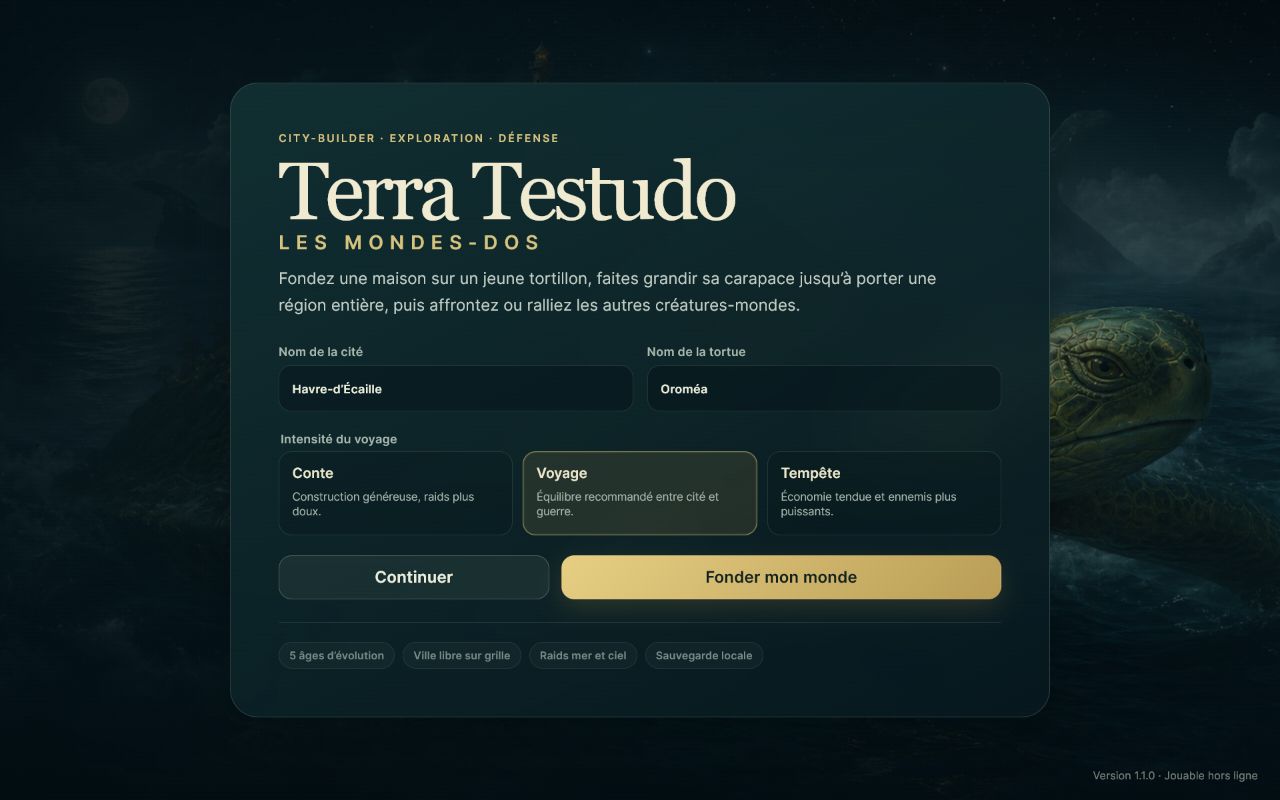 CITY-BUILDER · EXPLORATION · DÉFENSE
Terra Testudo
LES MONDES-DOS
Fondez une maison sur un jeune tortillon, faites grandir sa carapace jusqu’à porter une
région entière, puis affrontez ou ralliez les autres créatures-mondes.
Nom de la cité
Nom de la tortue
Havre-d’Écaille
Oroméa
Intensité du voyage
Conte
Construction généreuse, raids plus
doux.
Voyage
Équilibre recommandé entre cité et
guerre.
Tempête
Économie tendue et ennemis plus
puissants.
Continuer
Fonder mon monde
5 âges d’évolution
Ville libre sur grille
Raids mer et ciel
Sauvegarde locale
Version 1.1.0 · Jouable hors ligne